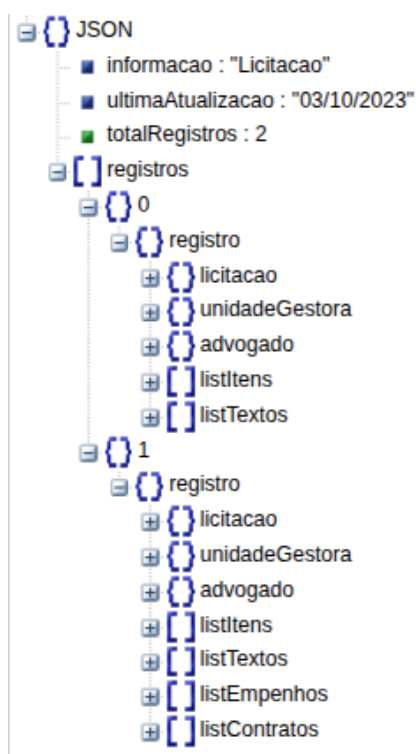 JSON
informacao : "Licitacao"
ultimaAtualizacao : "03/10/2023"
totalRegistros : 2
registros
0
registro
licitacao
unidadeGestora
advogado
listItens
listTextos
1
registro
licitacao
unidadeGestora
advogado
listItens
listTextos
listEmpenhos
listContratos